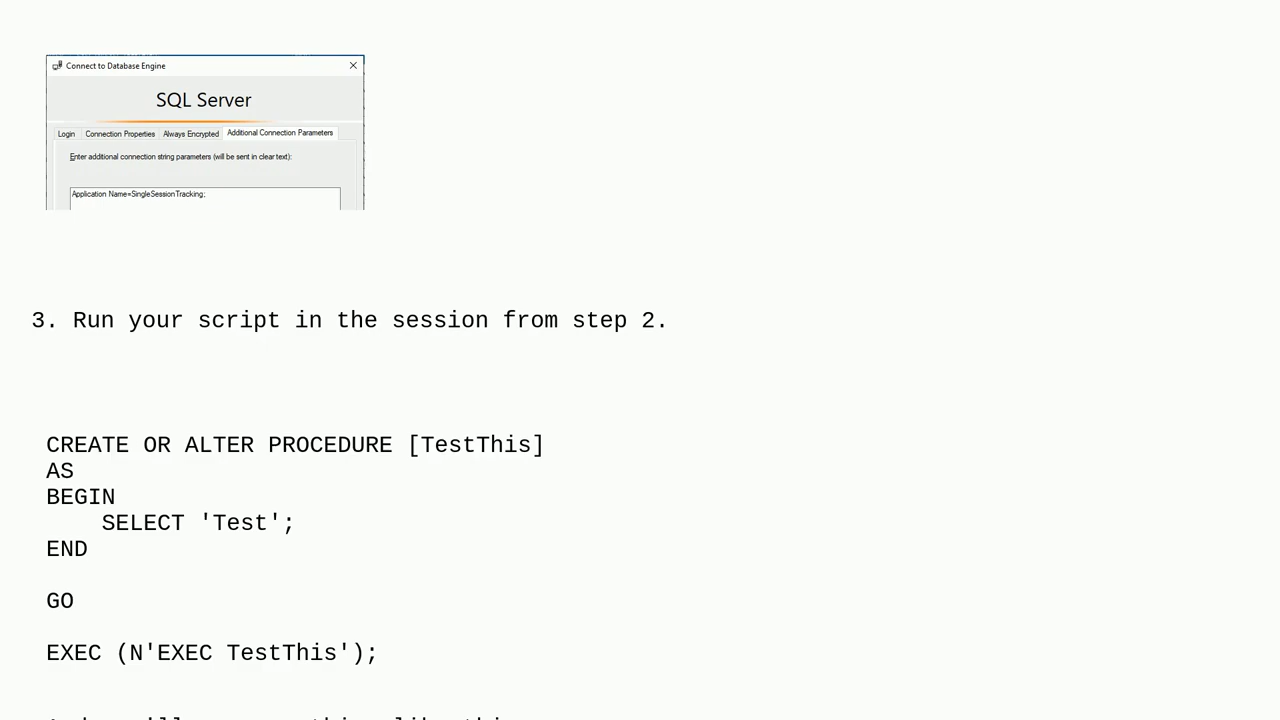 Connect to Database Engine
SQL Server
Login Connection Properties Always Encrypted Additional Connection Parameters
Enter additional connection string parameters (will be sent in clear text):
Application Name=SingleSessionTracking;
3. Run your script in the session from step 2.
CREATE OR ALTER PROCEDURE [TestThis]
AS
BEGIN
    SELECT 'Test';
END
GO
EXEC (N'EXEC TestThis');